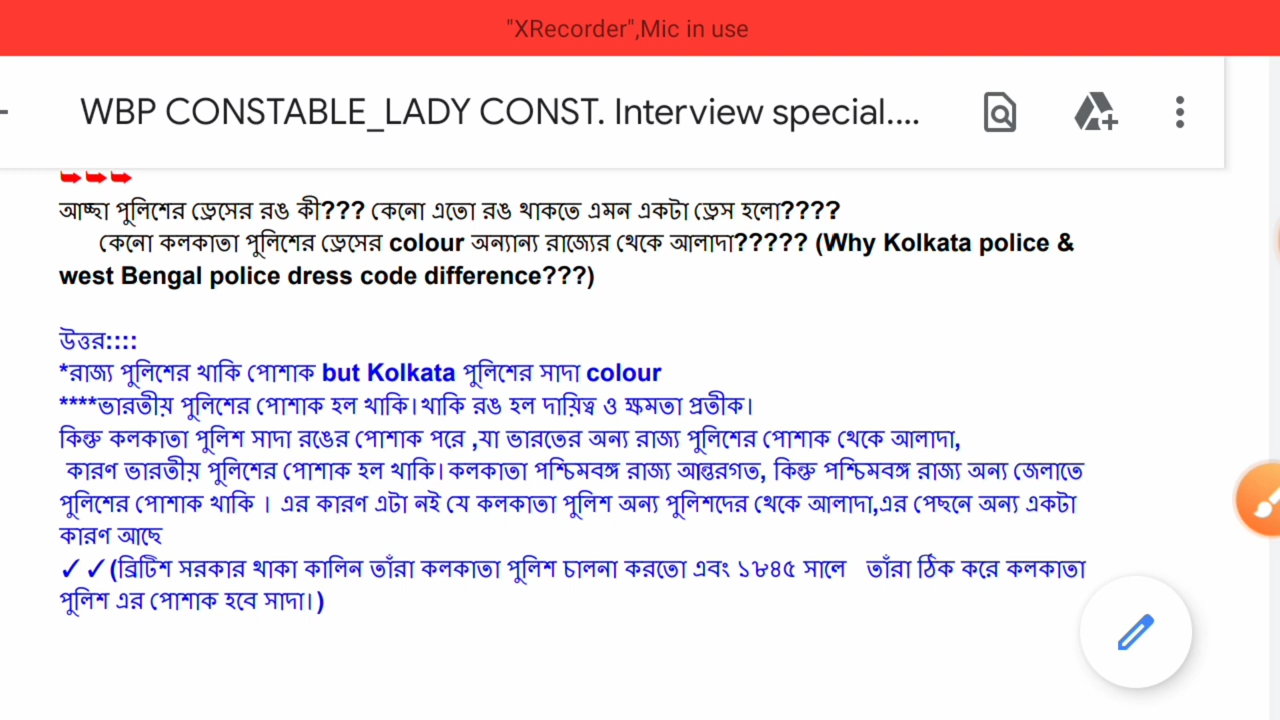 "XRecorder",Mic in use
WBP CONSTABLE_LADY CONST. Interview special....
আচ্ছা পুলিশের ড্রেসের রঙ কী??? কেনো এতো রঙ থাকতে এমন একটা ড্রেস হলো????
কেনো কলকাতা পুলিশের ড্রেসের colour অন্যান্য রাজ্যের থেকে আলাদা????? (Why Kolkata police &
west Bengal police dress code difference???)
উত্তর::::
*রাজ্য পুলিশের খাকি পোশাক but Kolkata পুলিশের সাদা colour
****ভারতীয় পুলিশের পোশাক হল খাকি। খাকি রঙ হল দায়িত্ব ও ক্ষমতা প্রতীক।
কিন্তু কলকাতা পুলিশ সাদা রঙের পোশাক পরে ,যা ভারতের অন্য রাজ্য পুলিশের পোশাক থেকে আলাদা,
কারণ ভারতীয় পুলিশের পোশাক হল খাকি। কলকাতা পশ্চিমবঙ্গ রাজ্য আন্তরগত, কিন্তু পশ্চিমবঙ্গ রাজ্য অন্য জেলাতে
পুলিশের পোশাক খাকি । এর কারণ এটা নই যে কলকাতা পুলিশ অন্য পুলিশদের থেকে আলাদা,এর পেছনে অন্য একটা
কারণ আছে
✓✓(ব্রিটিশ সরকার থাকা কালিন তাঁরা কলকাতা পুলিশ চালনা করতো এবং ১৮৪৫ সালে তাঁরা ঠিক করে কলকাতা
পুলিশ এর পোশাক হবে সাদা।)